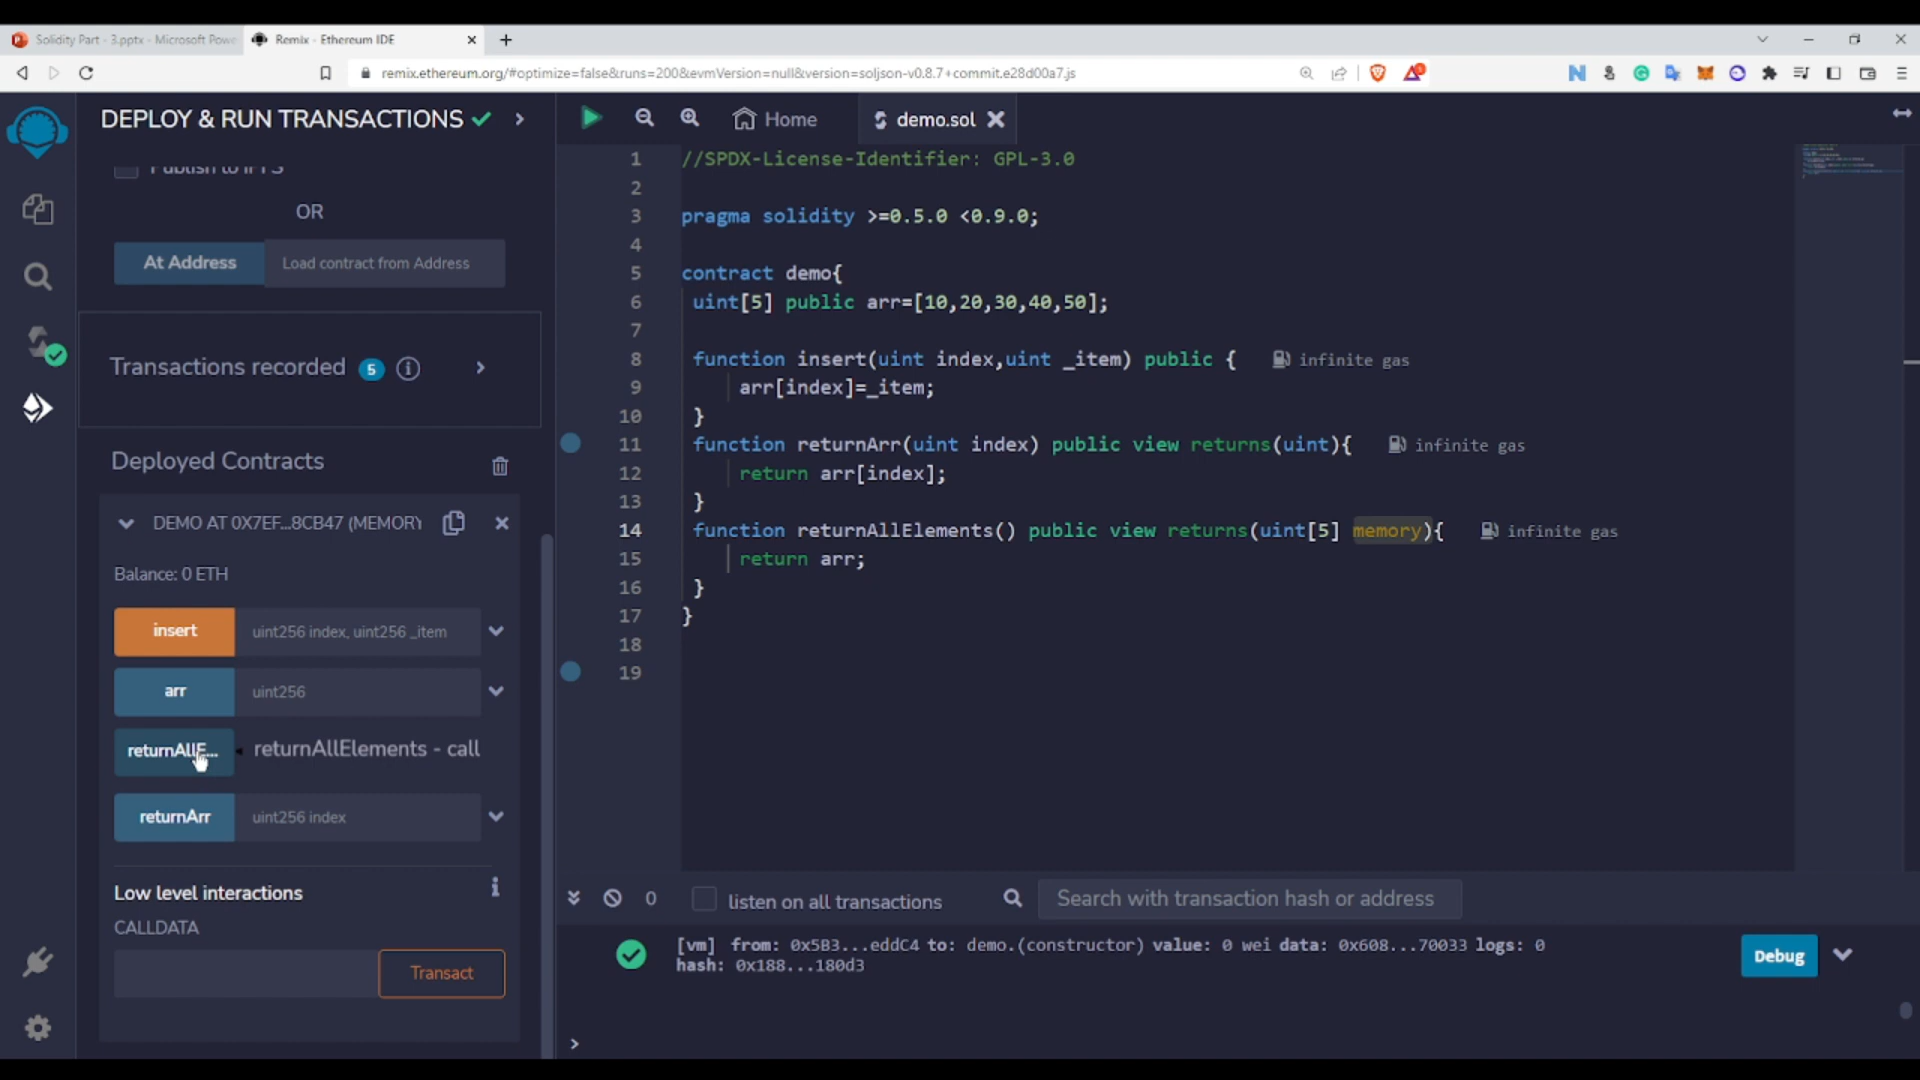 Solidity Part - 3.pptx - Microsoft Powe
Remix - Ethereum IDE
remix.ethereum.org/#optimize=false&runs=200&evmVersion=null&version=soljson-v0.8.7+commit.e28d00a7.js
DEPLOY & RUN TRANSACTIONS
Home
demo.sol
Publish to IPFS
OR
At Address
Load contract from Address
Transactions recorded 5
Deployed Contracts
DEMO AT 0X7EF...8CB47 (MEMORY
Balance: 0 ETH
insert
uint256 index, uint256 _item
arr
uint256
returnAllE...
returnAllElements - call
returnArr
uint256 index
Low level interactions
CALLDATA
Transact
1 //SPDX-License-Identifier: GPL-3.0
2
3 pragma solidity >=0.5.0 <0.9.0;
4
5 contract demo{
6 uint[5] public arr=[10,20,30,40,50];
7
8 function insert(uint index,uint _item) public { infinite gas
9 arr[index]=_item;
10 }
11 function returnArr(uint index) public view returns(uint){ infinite gas
12 return arr[index];
13 }
14 function returnAllElements() public view returns(uint[5] memory){ infinite gas
15 return arr;
16 }
17 }
18
19
0
listen on all transactions
Search with transaction hash or address
[vm] from: 0x5B3...eddC4 to: demo.(constructor) value: 0 wei data: 0x608...70033 logs: 0
hash: 0x188...180d3
Debug
>